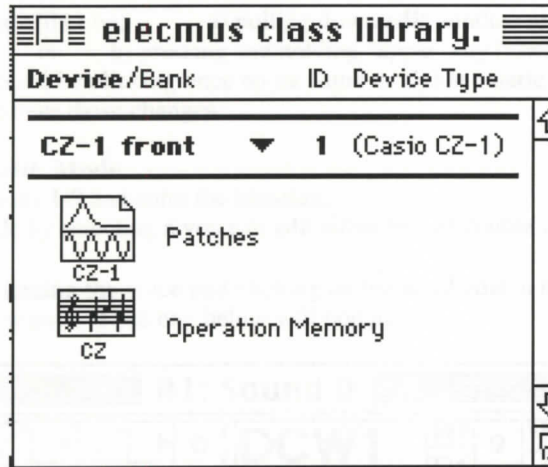 elecmus class library.
Device/Bank ID Device Type
CZ-1 front ▼ 1 (Casio CZ-1)
Patches
CZ-1
Operation Memory
CZ